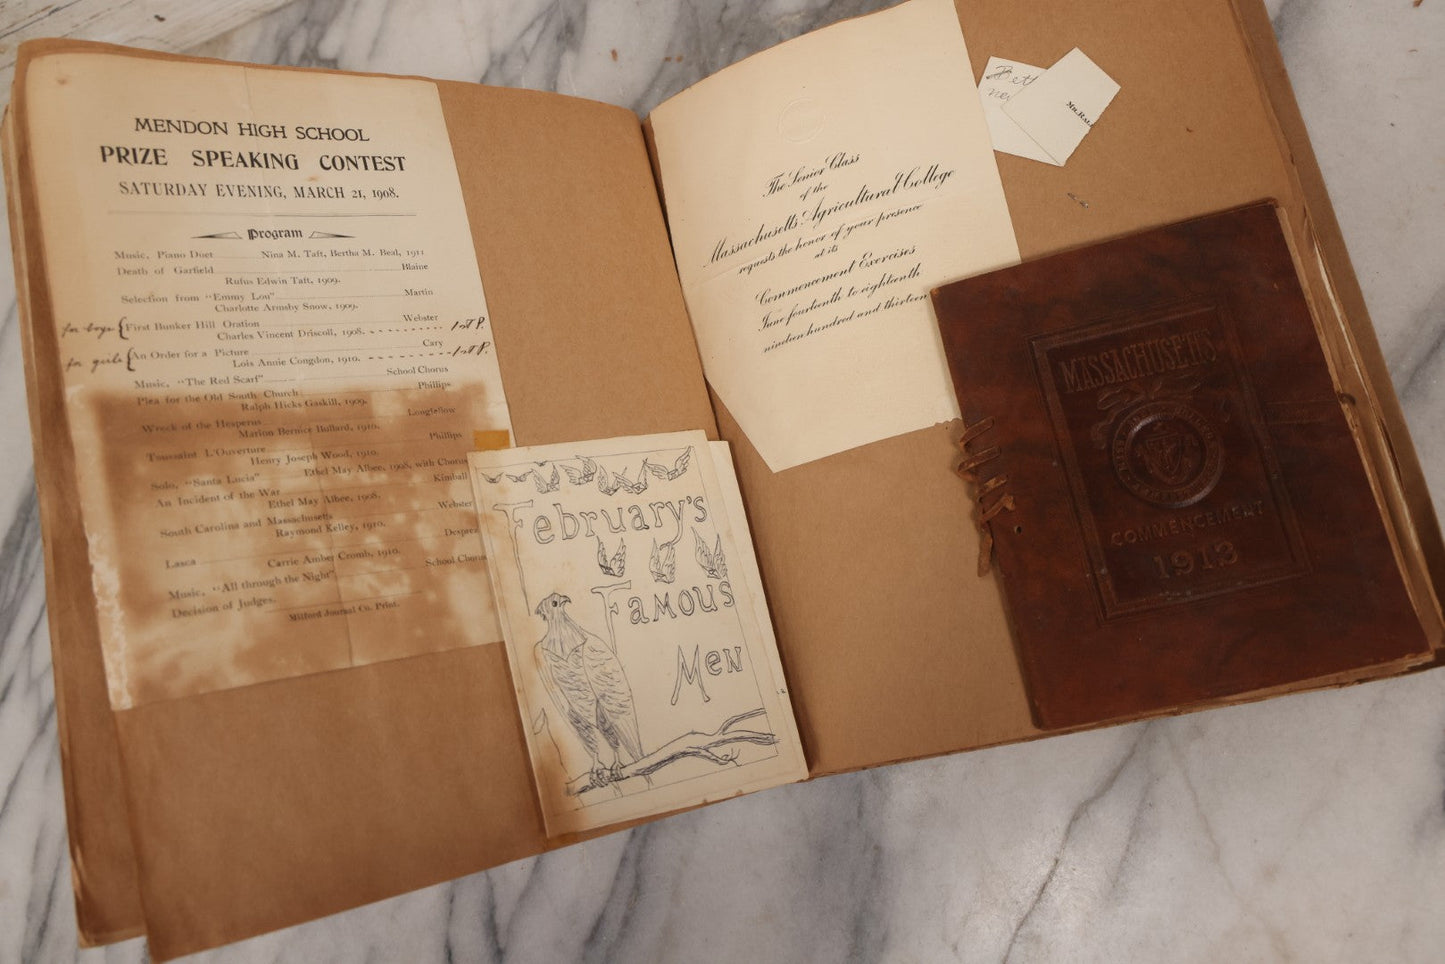 MENDON HIGH SCHOOL
PRIZE SPEAKING CONTEST
SATURDAY EVENING, MARCH 21, 1908.
Program
Music, Piano Duet Nina M. Taft, Bertha M. Beal, 1911
Death of Garfield Blaine
Rufus Edwin Taft, 1909.
Selection from "Emmy Lou" Martin
Charlotte Armsby Snow, 1909.
for boys { First Bunker Hill Oration Webster
Charles Vincent Driscoll, 1908. 1st P.
for girls { An Order for a Picture Cary
Lois Annie Congdon, 1910. 1st P.
Music, "The Red Scarf" School Chorus
Plea for the Old South Church Phillips
Ralph Hicks Gaskill, 1909.
Wreck of the Hesperus Longfellow
Marion Bernice Bullard, 1910.
Toussaint L'Ouverture Phillips
Henry Joseph Wood, 1910.
Solo, "Santa Lucia" Ethel May Albee, 1908, with Chorus
An Incident of the War Kimball
Ethel May Albee, 1908.
South Carolina and Massachusetts Webster
Raymond Kelley, 1910.
Lasca Desprez
Carrie Amber Cromb, 1910.
Music, "All through the Night" School Chorus
Decision of Judges.
Milford Journal Co. Print.
February's
Famous
Men
The Senior Class
of the
Massachusetts Agricultural College
requests the honor of your presence
at its
Commencement Exercises
June fourteenth to eighteenth
nineteen hundred and thirteen
MR. RAL
MASSACHUSETTS
COMMENCEMENT
1913